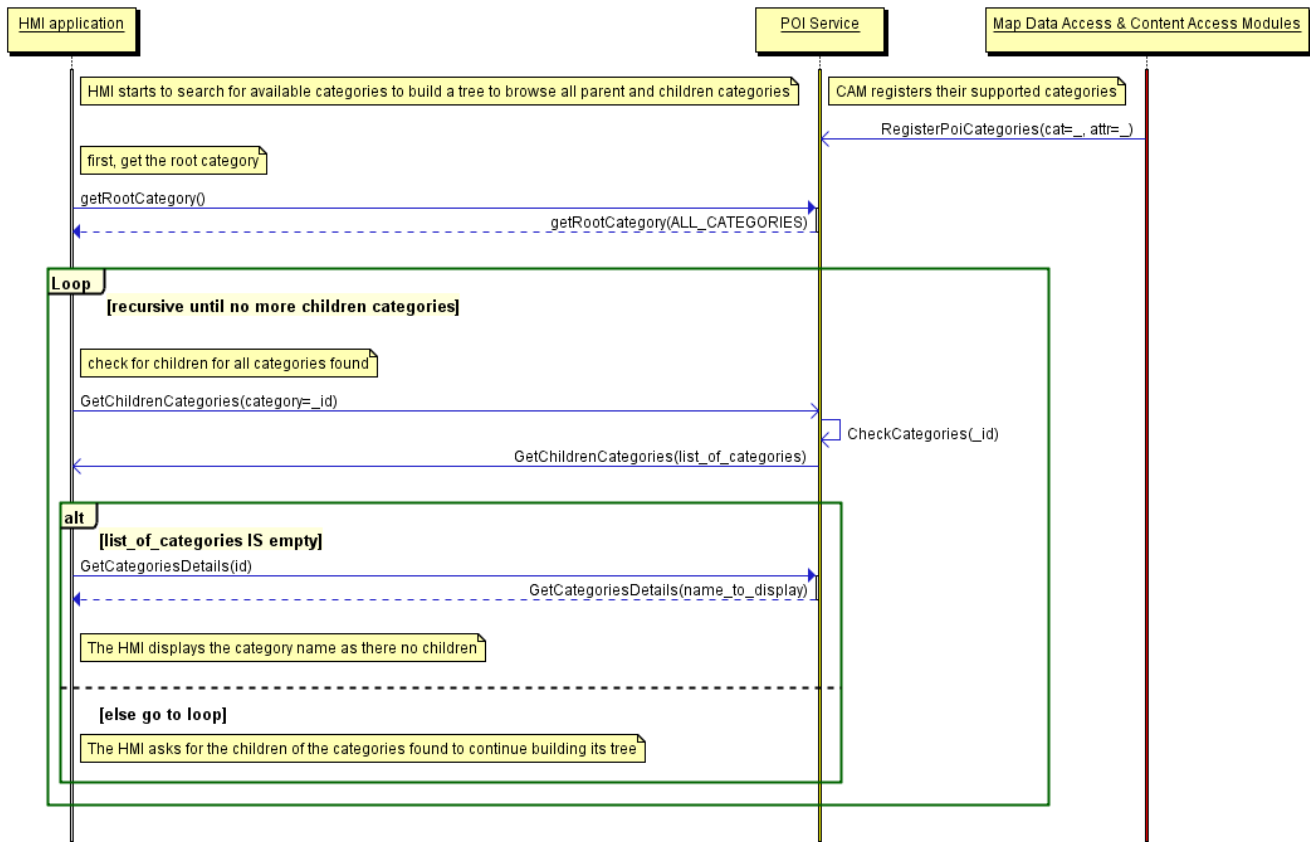 HMI application
POI Service
Map Data Access & Content Access Modules
HMI starts to search for available categories to build a tree to browse all parent and children categories
CAM registers their supported categories
RegisterPoiCategories(cat=_, attr=_)
first, get the root category
getRootCategory()
getRootCategory(ALL_CATEGORIES)
Loop
[recursive until no more children categories]
check for children for all categories found
GetChildrenCategories(category=_id)
CheckCategories(_id)
GetChildrenCategories(list_of_categories)
alt
[list_of_categories IS empty]
GetCategoriesDetails(id)
GetCategoriesDetails(name_to_display)
The HMI displays the category name as there no children
[else go to loop]
The HMI asks for the children of the categories found to continue building its tree